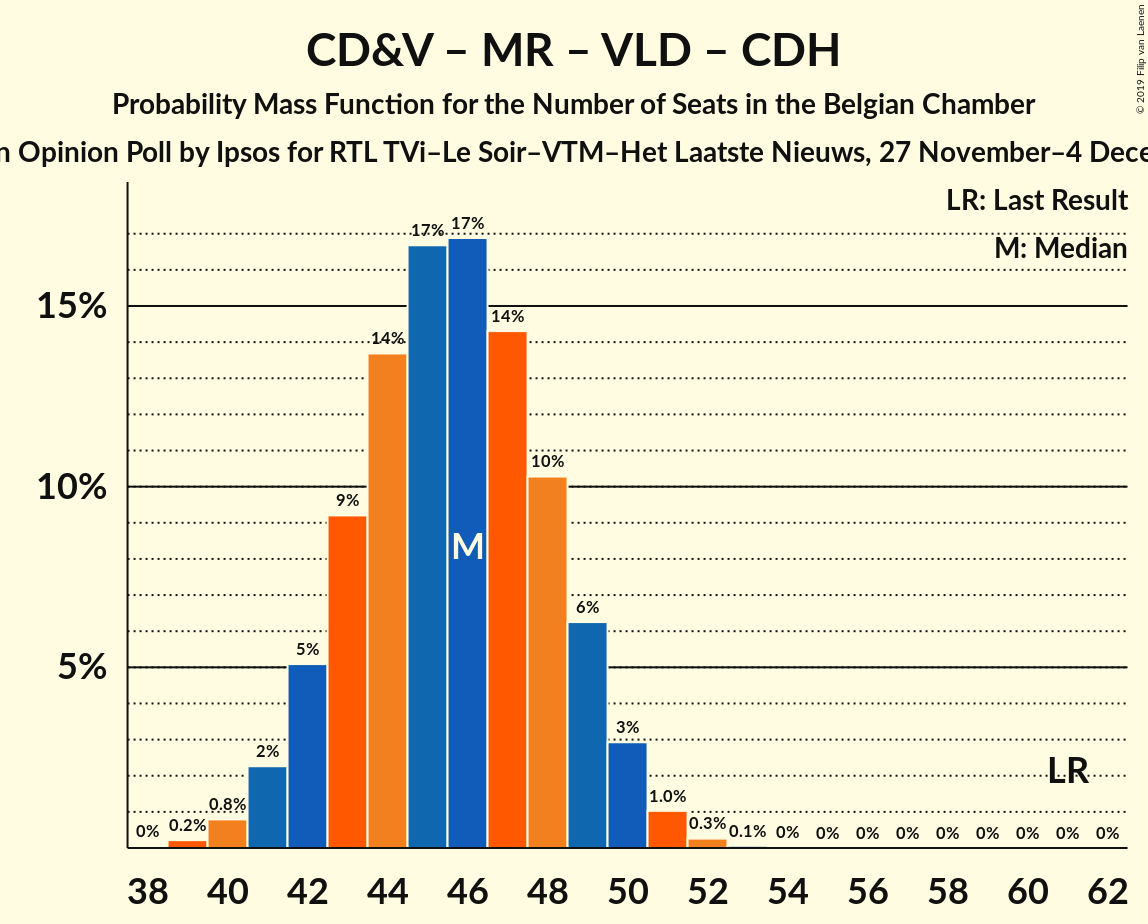 CD&V – MR – VLD – CDH
Probability Mass Function for the Number of Seats in the Belgian Chamber
n Opinion Poll by Ipsos for RTL TVi–Le Soir–VTM–Het Laatste Nieuws, 27 November–4 Dece
© 2019 Filip van Laenen
LR: Last Result
M: Median
15%
10%
5%
0% 0.2% 0.8% 2% 5% 9% 14% 17% 17% 14% 10% 6% 3% 1.0% 0.3% 0.1% 0% 0% 0% 0% 0% 0% 0% 0% 0%
M
LR
38 40 42 44 46 48 50 52 54 56 58 60 62